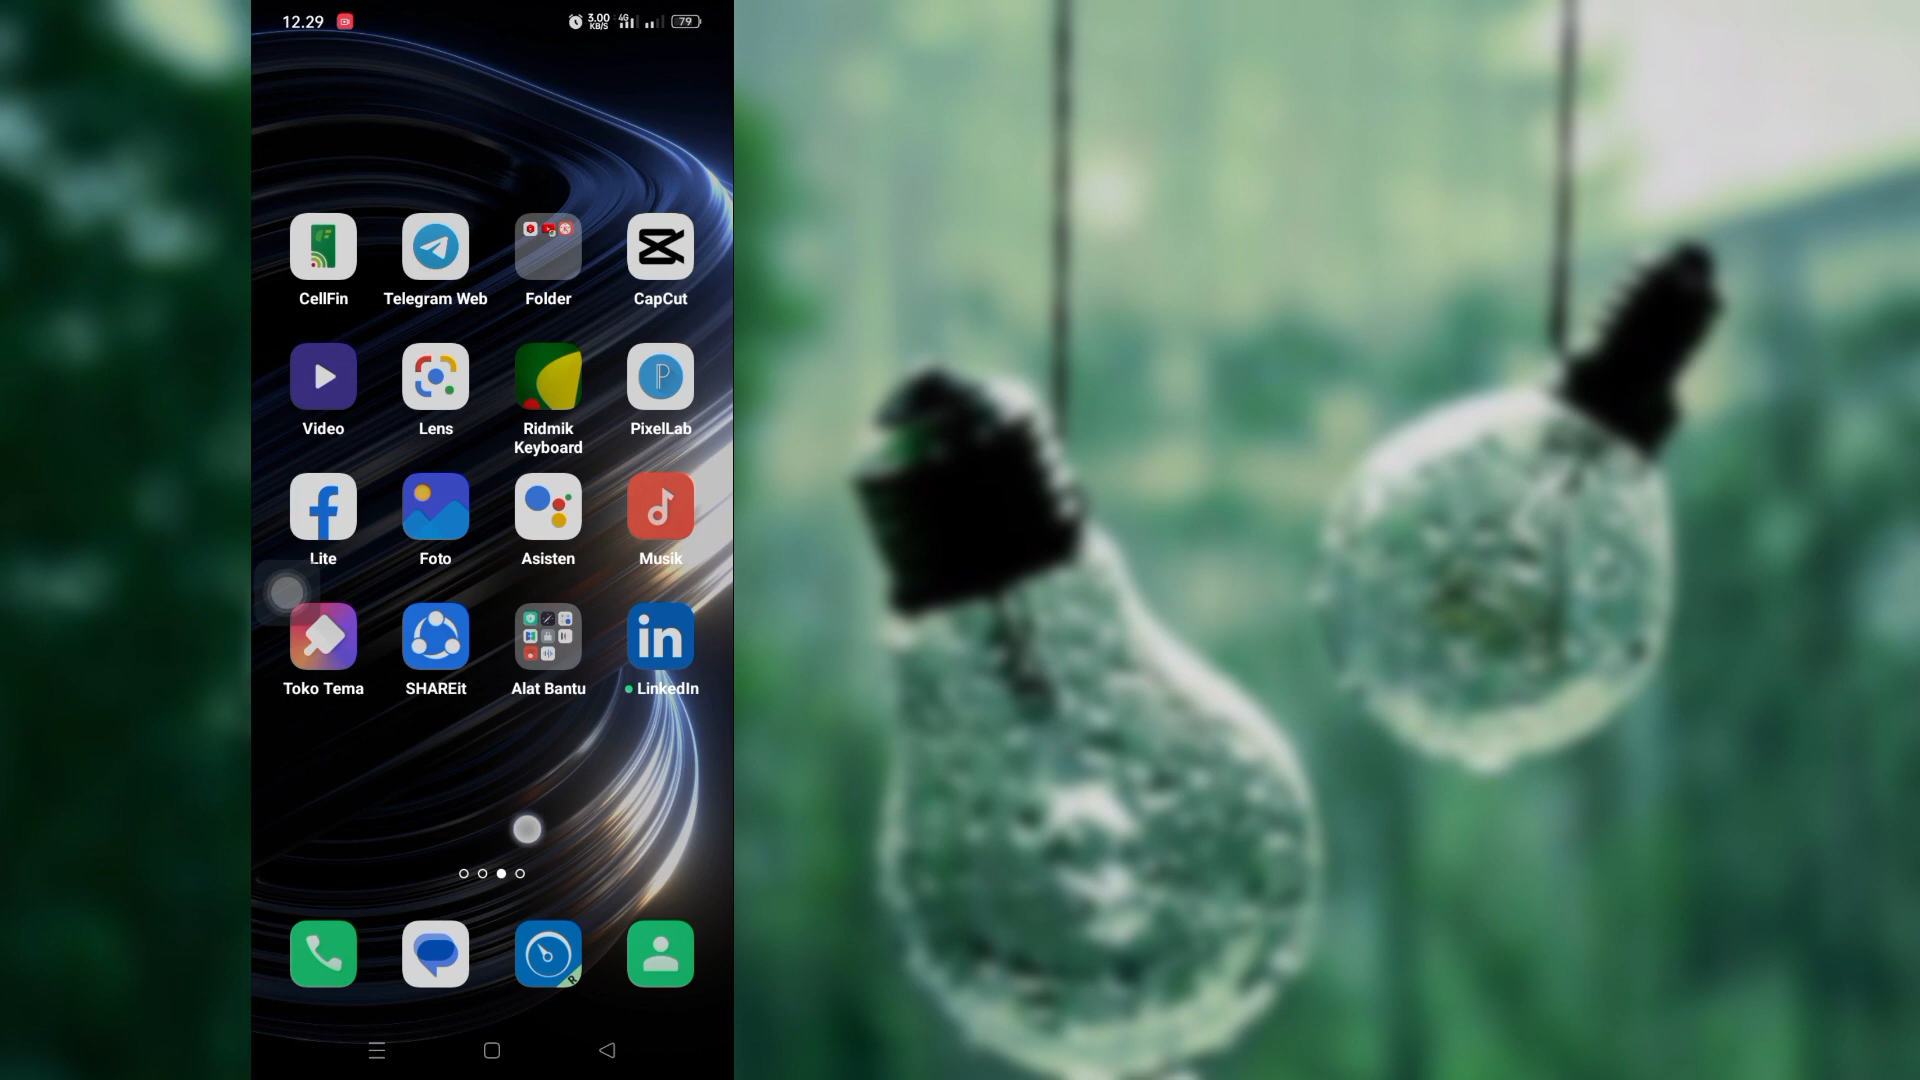 12.29
3.00 KB/S 4G 79
CellFin Telegram Web Folder CapCut
Video Lens Ridmik Keyboard PixelLab
Lite Foto Asisten Musik
Toko Tema SHAREit Alat Bantu LinkedIn